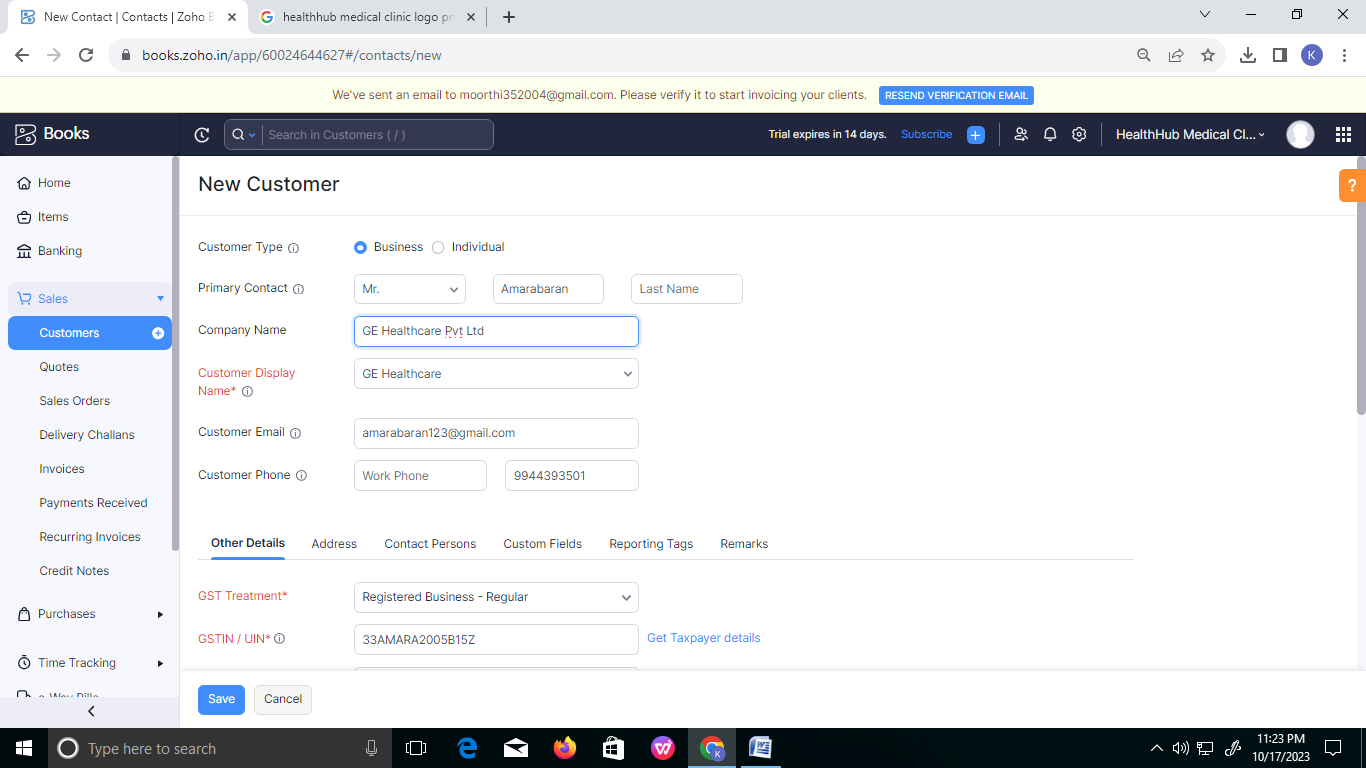 New Contact | Contacts | Zoho B
healthhub medical clinic logo pr
books.zoho.in/app/60024644627#/contacts/new
K
We've sent an email to moorthi352004@gmail.com. Please verify it to start invoicing your clients. RESEND VERIFICATION EMAIL
Books
Search in Customers ( / )
Trial expires in 14 days. Subscribe
HealthHub Medical Cl...
Home
Items
Banking
Sales
Customers
Quotes
Sales Orders
Delivery Challans
Invoices
Payments Received
Recurring Invoices
Credit Notes
Purchases
Time Tracking
e-Way Bills
New Customer
?
Customer Type Business Individual
Primary Contact Mr. Amarabaran Last Name
Company Name GE Healthcare Pvt Ltd
Customer Display
Name* GE Healthcare
Customer Email amarabaran123@gmail.com
Customer Phone Work Phone 9944393501
Other Details Address Contact Persons Custom Fields Reporting Tags Remarks
GST Treatment* Registered Business - Regular
GSTIN / UIN* 33AMARA2005B15Z Get Taxpayer details
Save Cancel
Type here to search
11:23 PM
10/17/2023